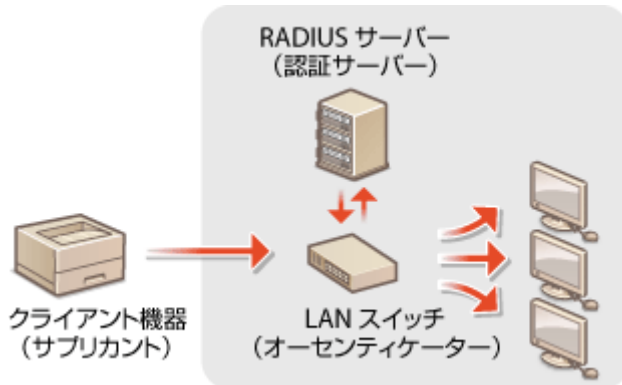 RADIUS サーバー
（認証サーバー）
クライアント機器
（サプリカント）
LAN スイッチ
（オーセンティケーター）